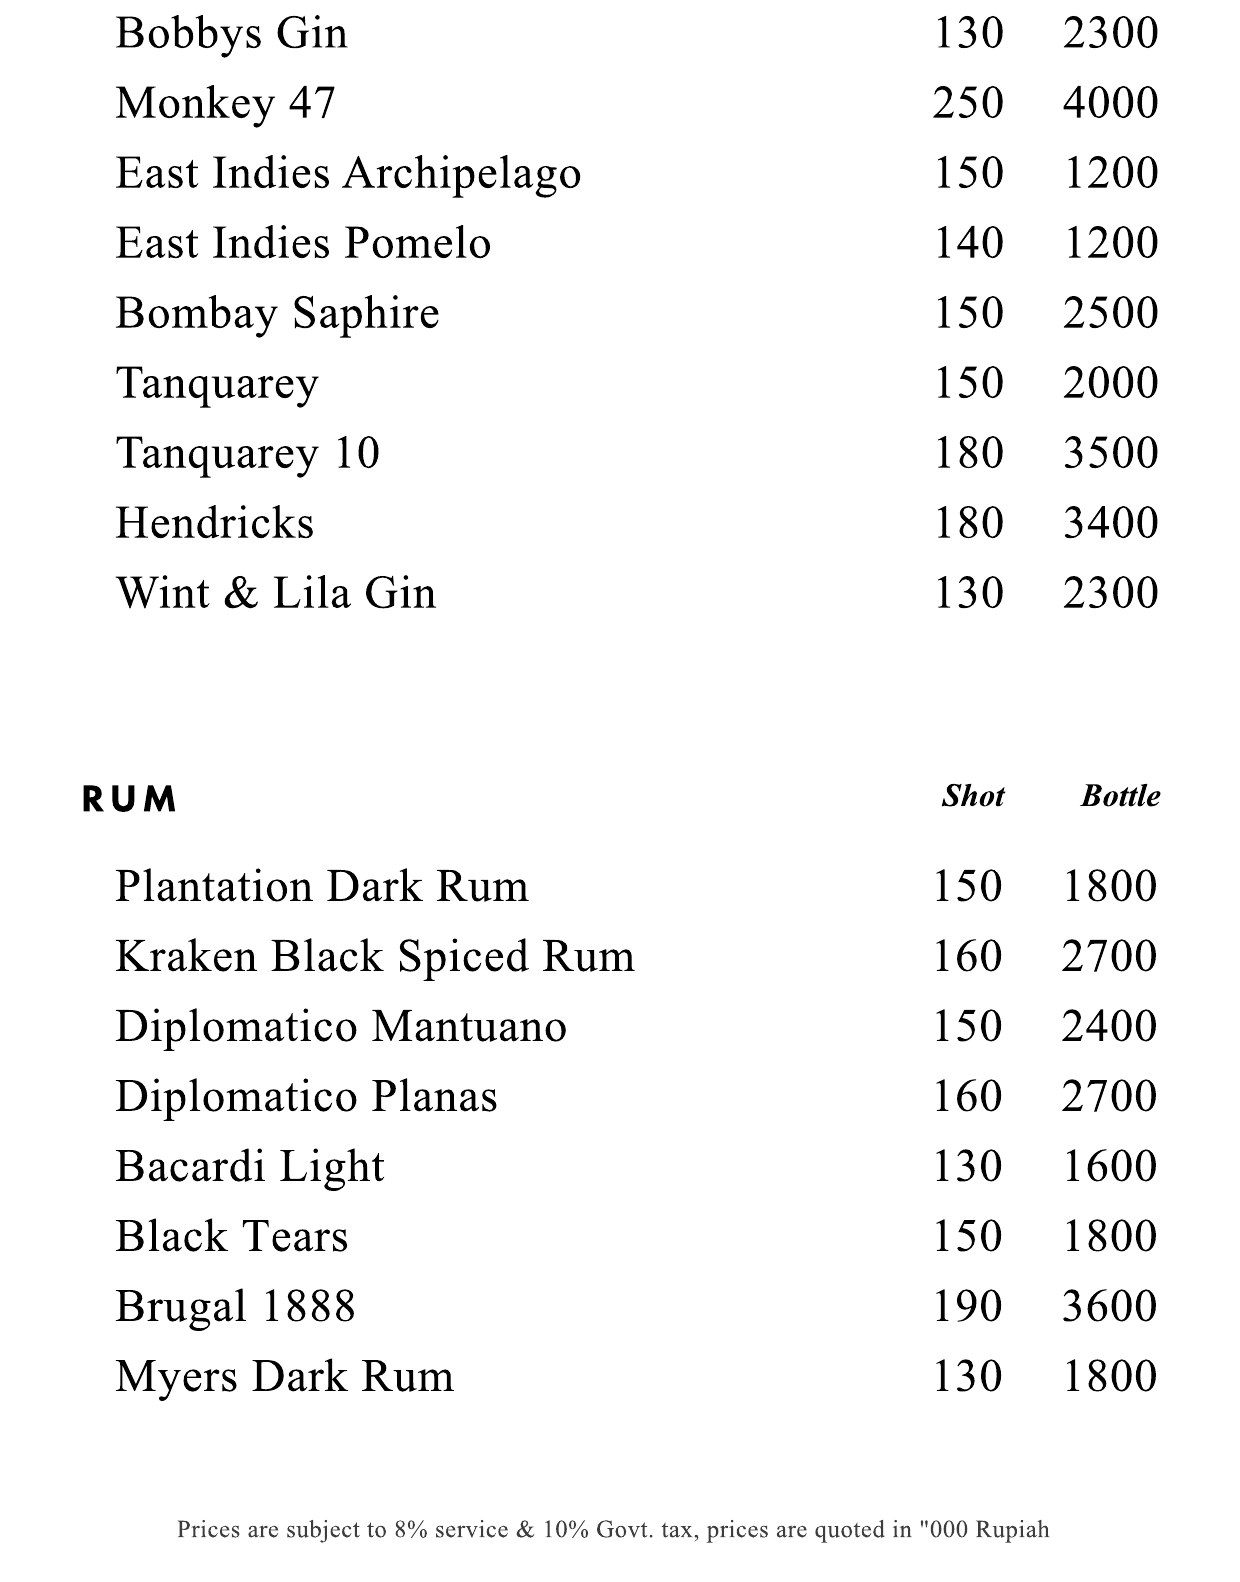 Bobbys Gin 130 2300
Monkey 47 250 4000
East Indies Archipelago 150 1200
East Indies Pomelo 140 1200
Bombay Saphire 150 2500
Tanquarey 150 2000
Tanquarey 10 180 3500
Hendricks 180 3400
Wint & Lila Gin 130 2300
RUM Shot Bottle
Plantation Dark Rum 150 1800
Kraken Black Spiced Rum 160 2700
Diplomatico Mantuano 150 2400
Diplomatico Planas 160 2700
Bacardi Light 130 1600
Black Tears 150 1800
Brugal 1888 190 3600
Myers Dark Rum 130 1800
Prices are subject to 8% service & 10% Govt. tax, prices are quoted in "000 Rupiah